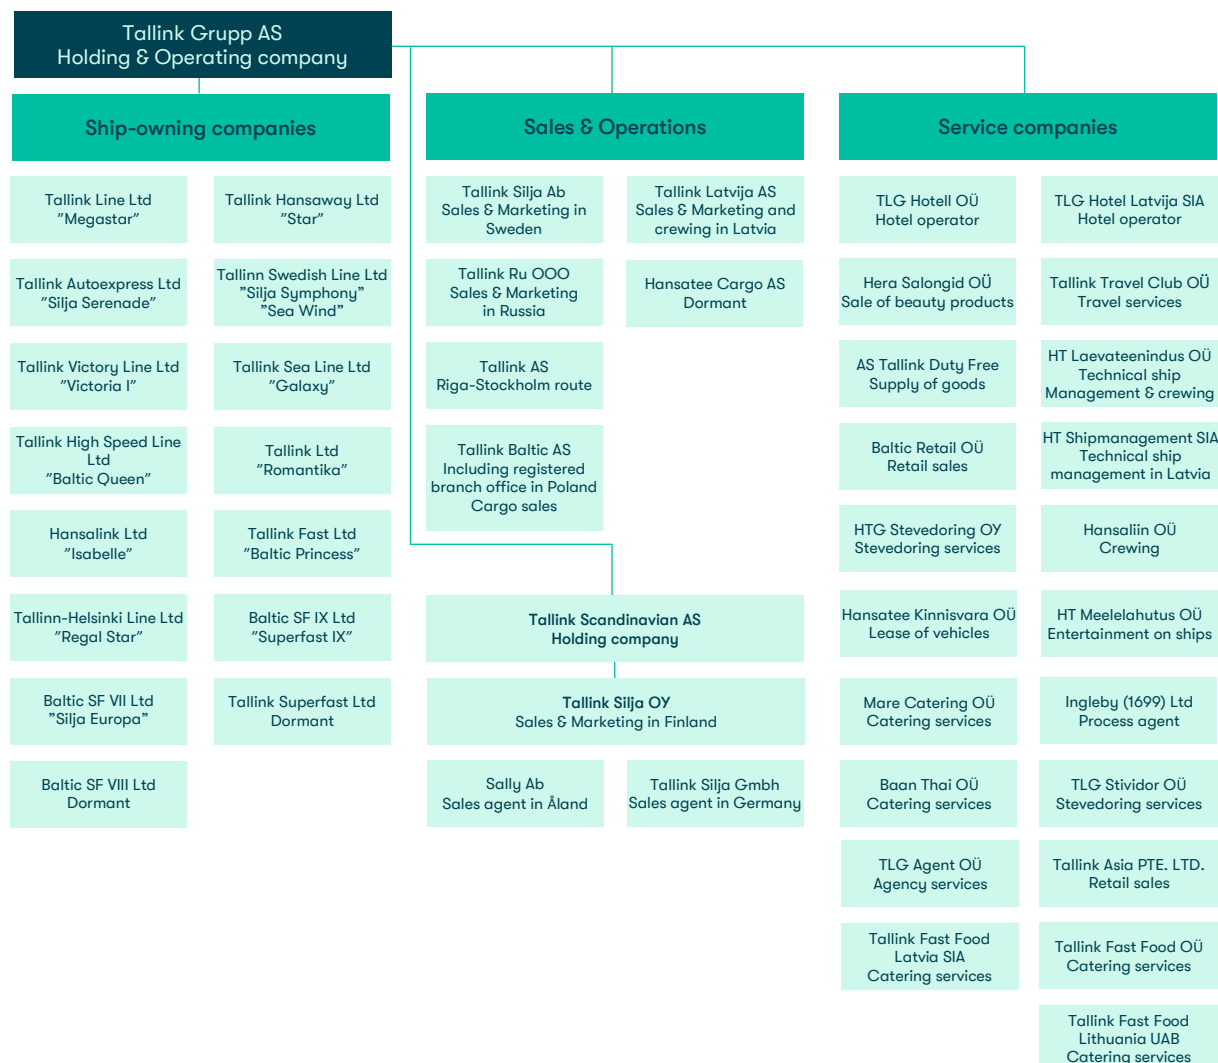 Tallink Grupp AS
Holding & Operating company
Ship-owning companies
Tallink Line Ltd
"Megastar"
Tallink Hansaway Ltd
"Star"
Tallink Autoexpress Ltd
"Silja Serenade"
Tallinn Swedish Line Ltd
"Silja Symphony"
"Sea Wind"
Tallink Victory Line Ltd
"Victoria I"
Tallink Sea Line Ltd
"Galaxy"
Tallink High Speed Line
Ltd
"Baltic Queen"
Tallink Ltd
"Romantika"
Hansalink Ltd
"Isabelle"
Tallink Fast Ltd
"Baltic Princess"
Tallinn-Helsinki Line Ltd
"Regal Star"
Baltic SF IX Ltd
"Superfast IX"
Baltic SF VII Ltd
"Silja Europa"
Tallink Superfast Ltd
Dormant
Baltic SF VIII Ltd
Dormant
Sales & Operations
Tallink Silja Ab
Sales & Marketing in
Sweden
Tallink Latvija AS
Sales & Marketing and
crewing in Latvia
Tallink Ru OOO
Sales & Marketing
in Russia
Hansatee Cargo AS
Dormant
Tallink AS
Riga-Stockholm route
Tallink Baltic AS
Including registered
branch office in Poland
Cargo sales
Tallink Scandinavian AS
Holding company
Tallink Silja OY
Sales & Marketing in Finland
Sally Ab
Sales agent in Åland
Tallink Silja Gmbh
Sales agent in Germany
Service companies
TLG Hotell OÜ
Hotel operator
TLG Hotel Latvija SIA
Hotel operator
Hera Salongid OÜ
Sale of beauty products
Tallink Travel Club OÜ
Travel services
AS Tallink Duty Free
Supply of goods
HT Laevateenindus OÜ
Technical ship
Management & crewing
Baltic Retail OÜ
Retail sales
HT Shipmanagement SIA
Technical ship
management in Latvia
HTG Stevedoring OY
Stevedoring services
Hansaliin OÜ
Crewing
Hansatee Kinnisvara OÜ
Lease of vehicles
HT Meelelahutus OÜ
Entertainment on ships
Mare Catering OÜ
Catering services
Ingleby (1699) Ltd
Process agent
Baan Thai OÜ
Catering services
TLG Stividor OÜ
Stevedoring services
TLG Agent OÜ
Agency services
Tallink Asia PTE. LTD.
Retail sales
Tallink Fast Food
Latvia SIA
Catering services
Tallink Fast Food OÜ
Catering services
Tallink Fast Food
Lithuania UAB
Catering services